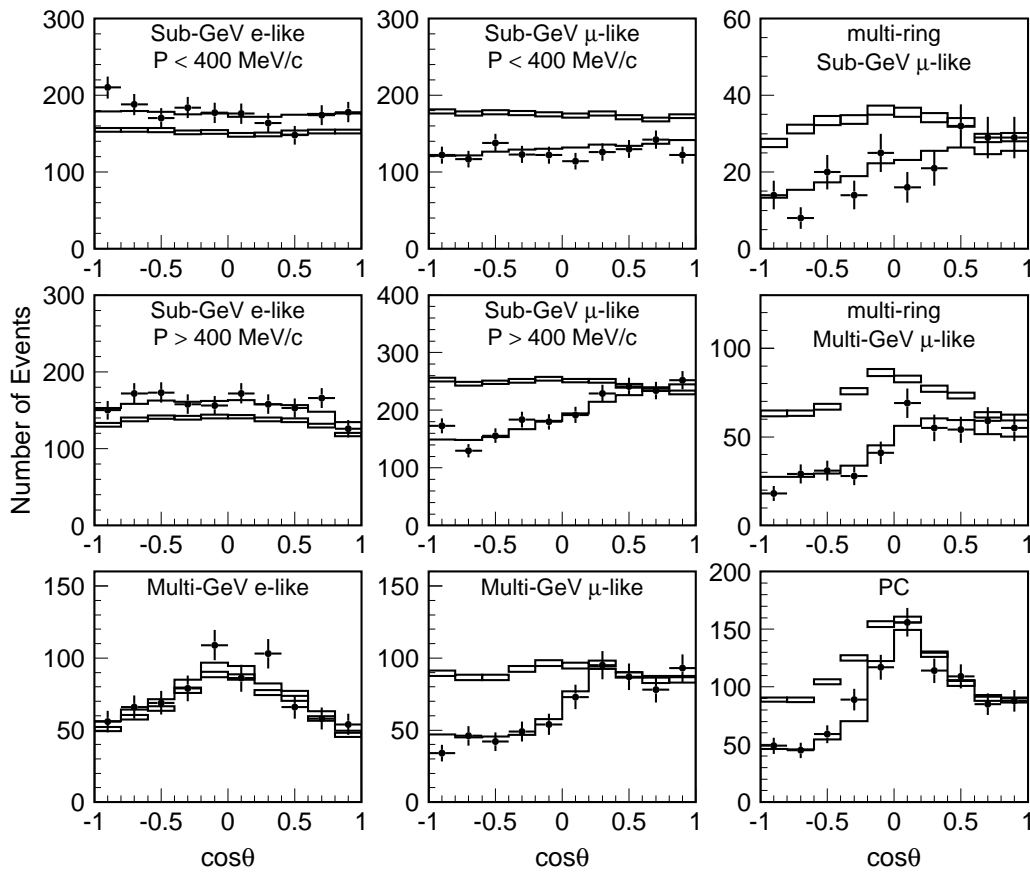 Number of Events
Sub-GeV e-like
P < 400 MeV/c
300
200
100
0
-1 -0.5 0 0.5 1
Sub-GeV μ-like
P < 400 MeV/c
300
200
100
0
-1 -0.5 0 0.5 1
multi-ring
Sub-GeV μ-like
60
40
20
0
-1 -0.5 0 0.5 1
Sub-GeV e-like
P > 400 MeV/c
300
200
100
0
-1 -0.5 0 0.5 1
Sub-GeV μ-like
P > 400 MeV/c
400
300
200
100
0
-1 -0.5 0 0.5 1
multi-ring
Multi-GeV μ-like
100
50
0
-1 -0.5 0 0.5 1
Multi-GeV e-like
150
100
50
0
-1 -0.5 0 0.5 1
cosθ
Multi-GeV μ-like
150
100
50
0
-1 -0.5 0 0.5 1
cosθ
PC
200
150
100
50
0
-1 -0.5 0 0.5 1
cosθ